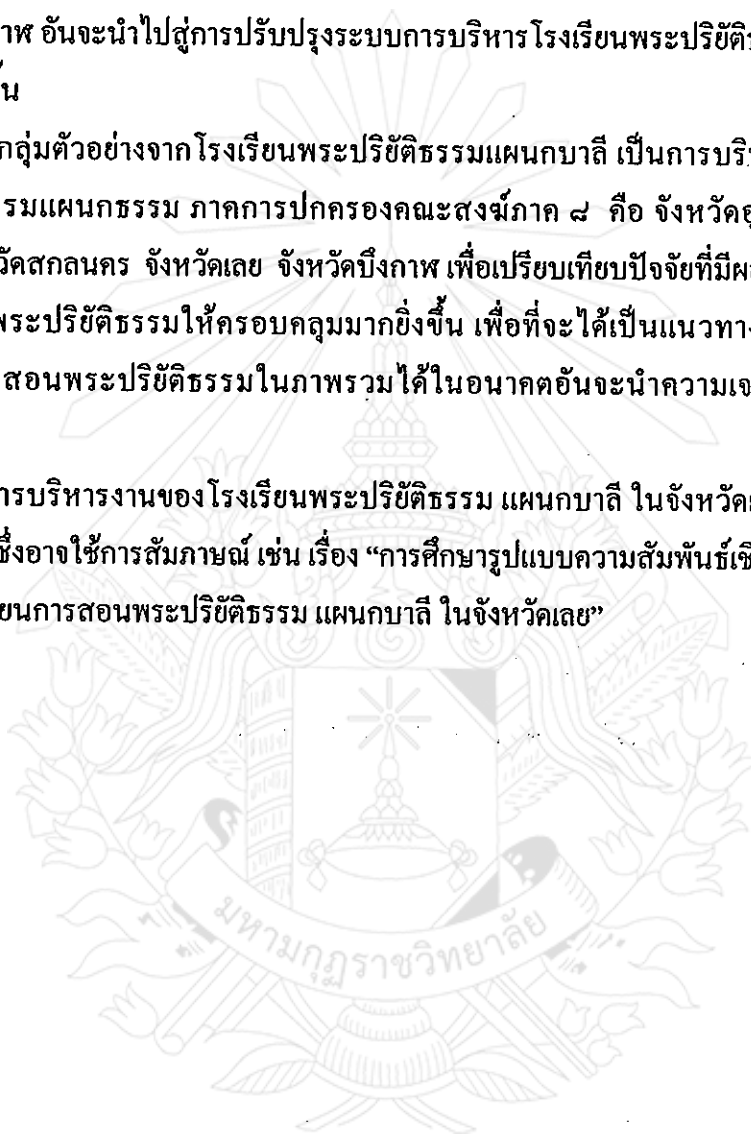 าฬ อันจะนำไปสู่การปรับปรุงระบบการบริหารโรงเรียนพระปริยัติ
น
กลุ่มตัวอย่างจากโรงเรียนพระปริยัติธรรมแผนกบาลี เป็นการบริ
รมแผนกธรรม ภาคการปกครองคณะสงฆ์ภาค ๘ คือ จังหวัดอุ
วัดสกลนคร จังหวัดเลย จังหวัดบึงกาฬ เพื่อเปรียบเทียบปัจจัยที่มีผ
พระปริยัติธรรมให้ครอบคลุมมากยิ่งขึ้น เพื่อที่จะได้เป็นแนวทาง
สอนพระปริยัติธรรมในภาพรวมได้ในอนาคตอันจะนำความเจ
ารบริหารงานของโรงเรียนพระปริยัติธรรม แผนกบาลี ในจังหวัด
ซึ่งอาจใช้การสัมภาษณ์ เช่น เรื่อง “การศึกษารูปแบบความสัมพันธ์เชิ
ยนการสอนพระปริยัติธรรม แผนกบาลี ในจังหวัดเลย”
มหามกุฏราชวิทยาลัย